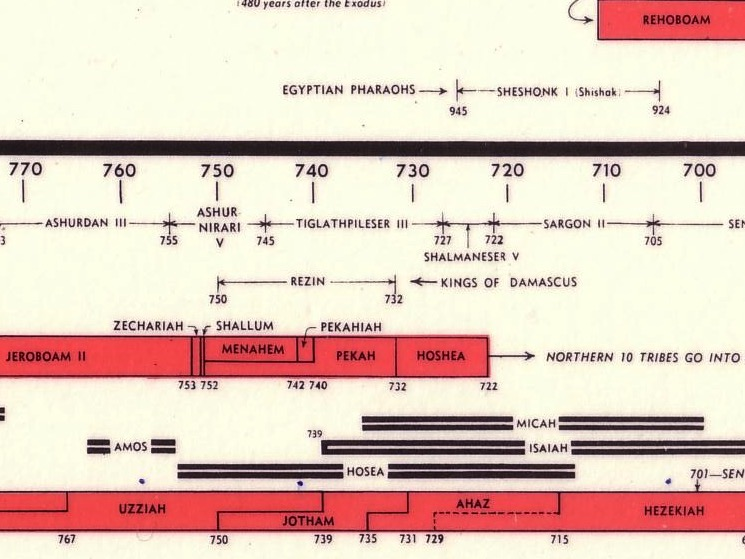 (480 years after the Exodus)
REHOBOAM
EGYPTIAN PHARAOHS
SHESHONK I (Shishak)
945
924
770 760 750 740 730 720 710 700
ASHURDAN III
ASHUR
NIRARI
V
TIGLATHPILESER III
SARGON II
SEN
3
755
745
727
722
705
SHALMANESER V
REZIN
KINGS OF DAMASCUS
750
732
ZECHARIAH
SHALLUM
PEKAHIAH
JEROBOAM II
MENAHEM
PEKAH
HOSHEA
NORTHERN 10 TRIBES GO INTO
753
752
742
740
732
722
MICAH
739
AMOS
ISAIAH
HOSEA
701—SEN
UZZIAH
JOTHAM
AHAZ
HEZEKIAH
767
750
739
735
731
729
715